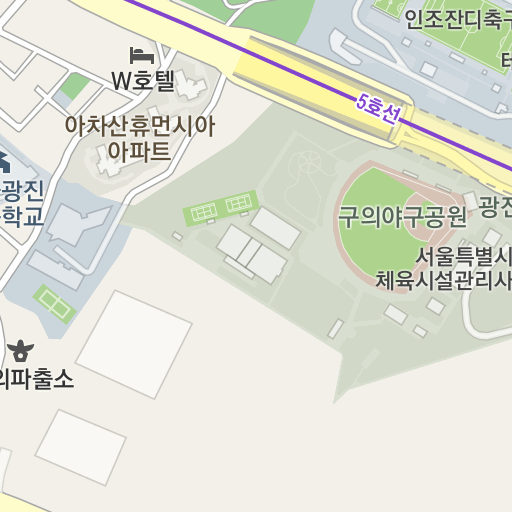 인조잔디축구
W호텔
5호선
아차산휴먼시아
아파트
광진
학교
구의야구공원
광진
서울특별시
체육시설관리사
의파출소